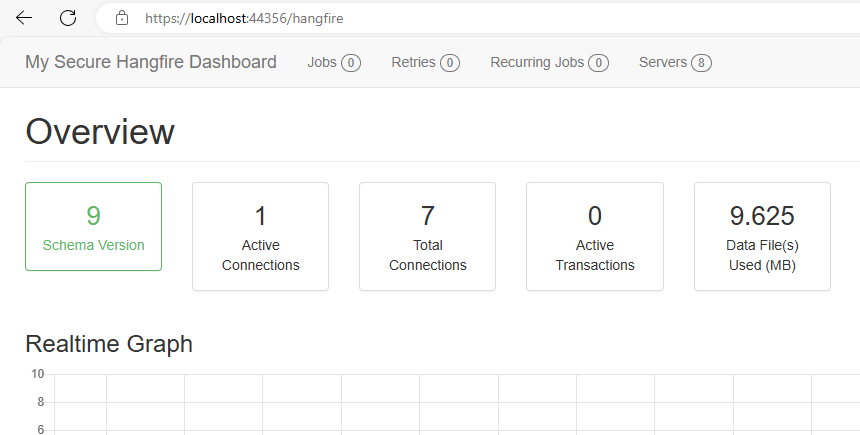 https://localhost:44356/hangfire
My Secure Hangfire Dashboard Jobs 0 Retries 0 Recurring Jobs 0 Servers 8
Overview
9 1 7 0 9.625
Schema Version Active Total Active Data File(s)
Connections Connections Transactions Used (MB)
Realtime Graph
10
8
6